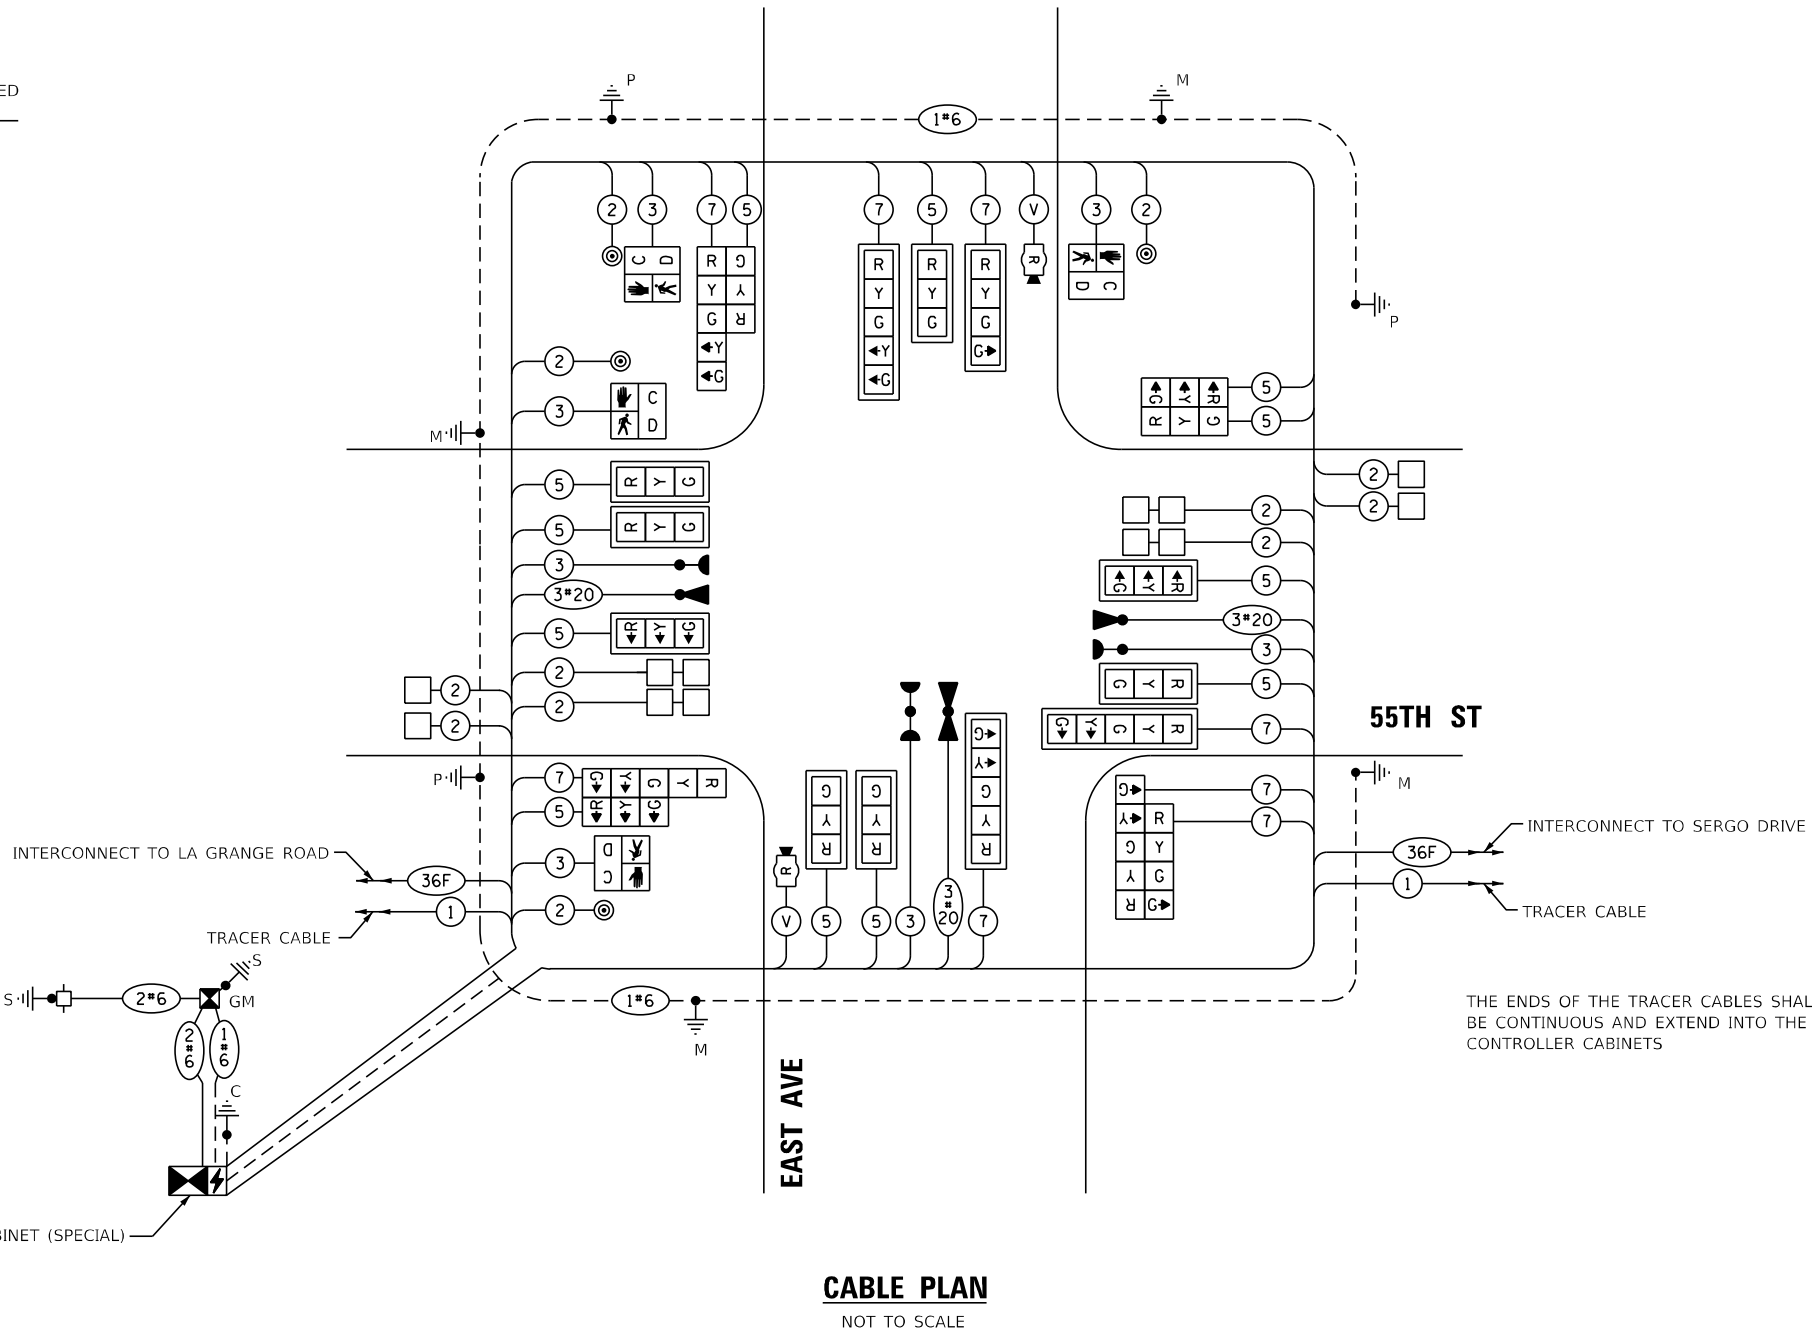 ED
P
M
1#6
2 3 7 5 7 5 7 V 3 2
C D R G R R R R
Y Y Y Y Y D C
G R G G G
←Y ←Y G→
←G ←G
P
2
3 C
D
G Y R 5
R Y G 5
M
5 R Y G
5 R Y G
3
3#20
5 R Y G
2
2
2
2
2
2
2
2
G Y R 5
3#20
3
G Y R 5
G Y G Y R 7
55TH ST
P
7 G Y G Y R
5 R Y G
3 D C
2
M
G 7
Y R 7
G Y
Y G
R G→
G
Y
G G G
Y Y Y
R R R
R
V 5 5 3 3#20 7
INTERCONNECT TO LA GRANGE ROAD
36F
1
TRACER CABLE
INTERCONNECT TO SERGO DRIVE
36F
1
TRACER CABLE
S
S
2#6
GM
2#6
1#6
C
1#6
M
THE ENDS OF THE TRACER CABLES SHAL
BE CONTINUOUS AND EXTEND INTO THE
CONTROLLER CABINETS
EAST AVE
BINET (SPECIAL)
CABLE PLAN
NOT TO SCALE